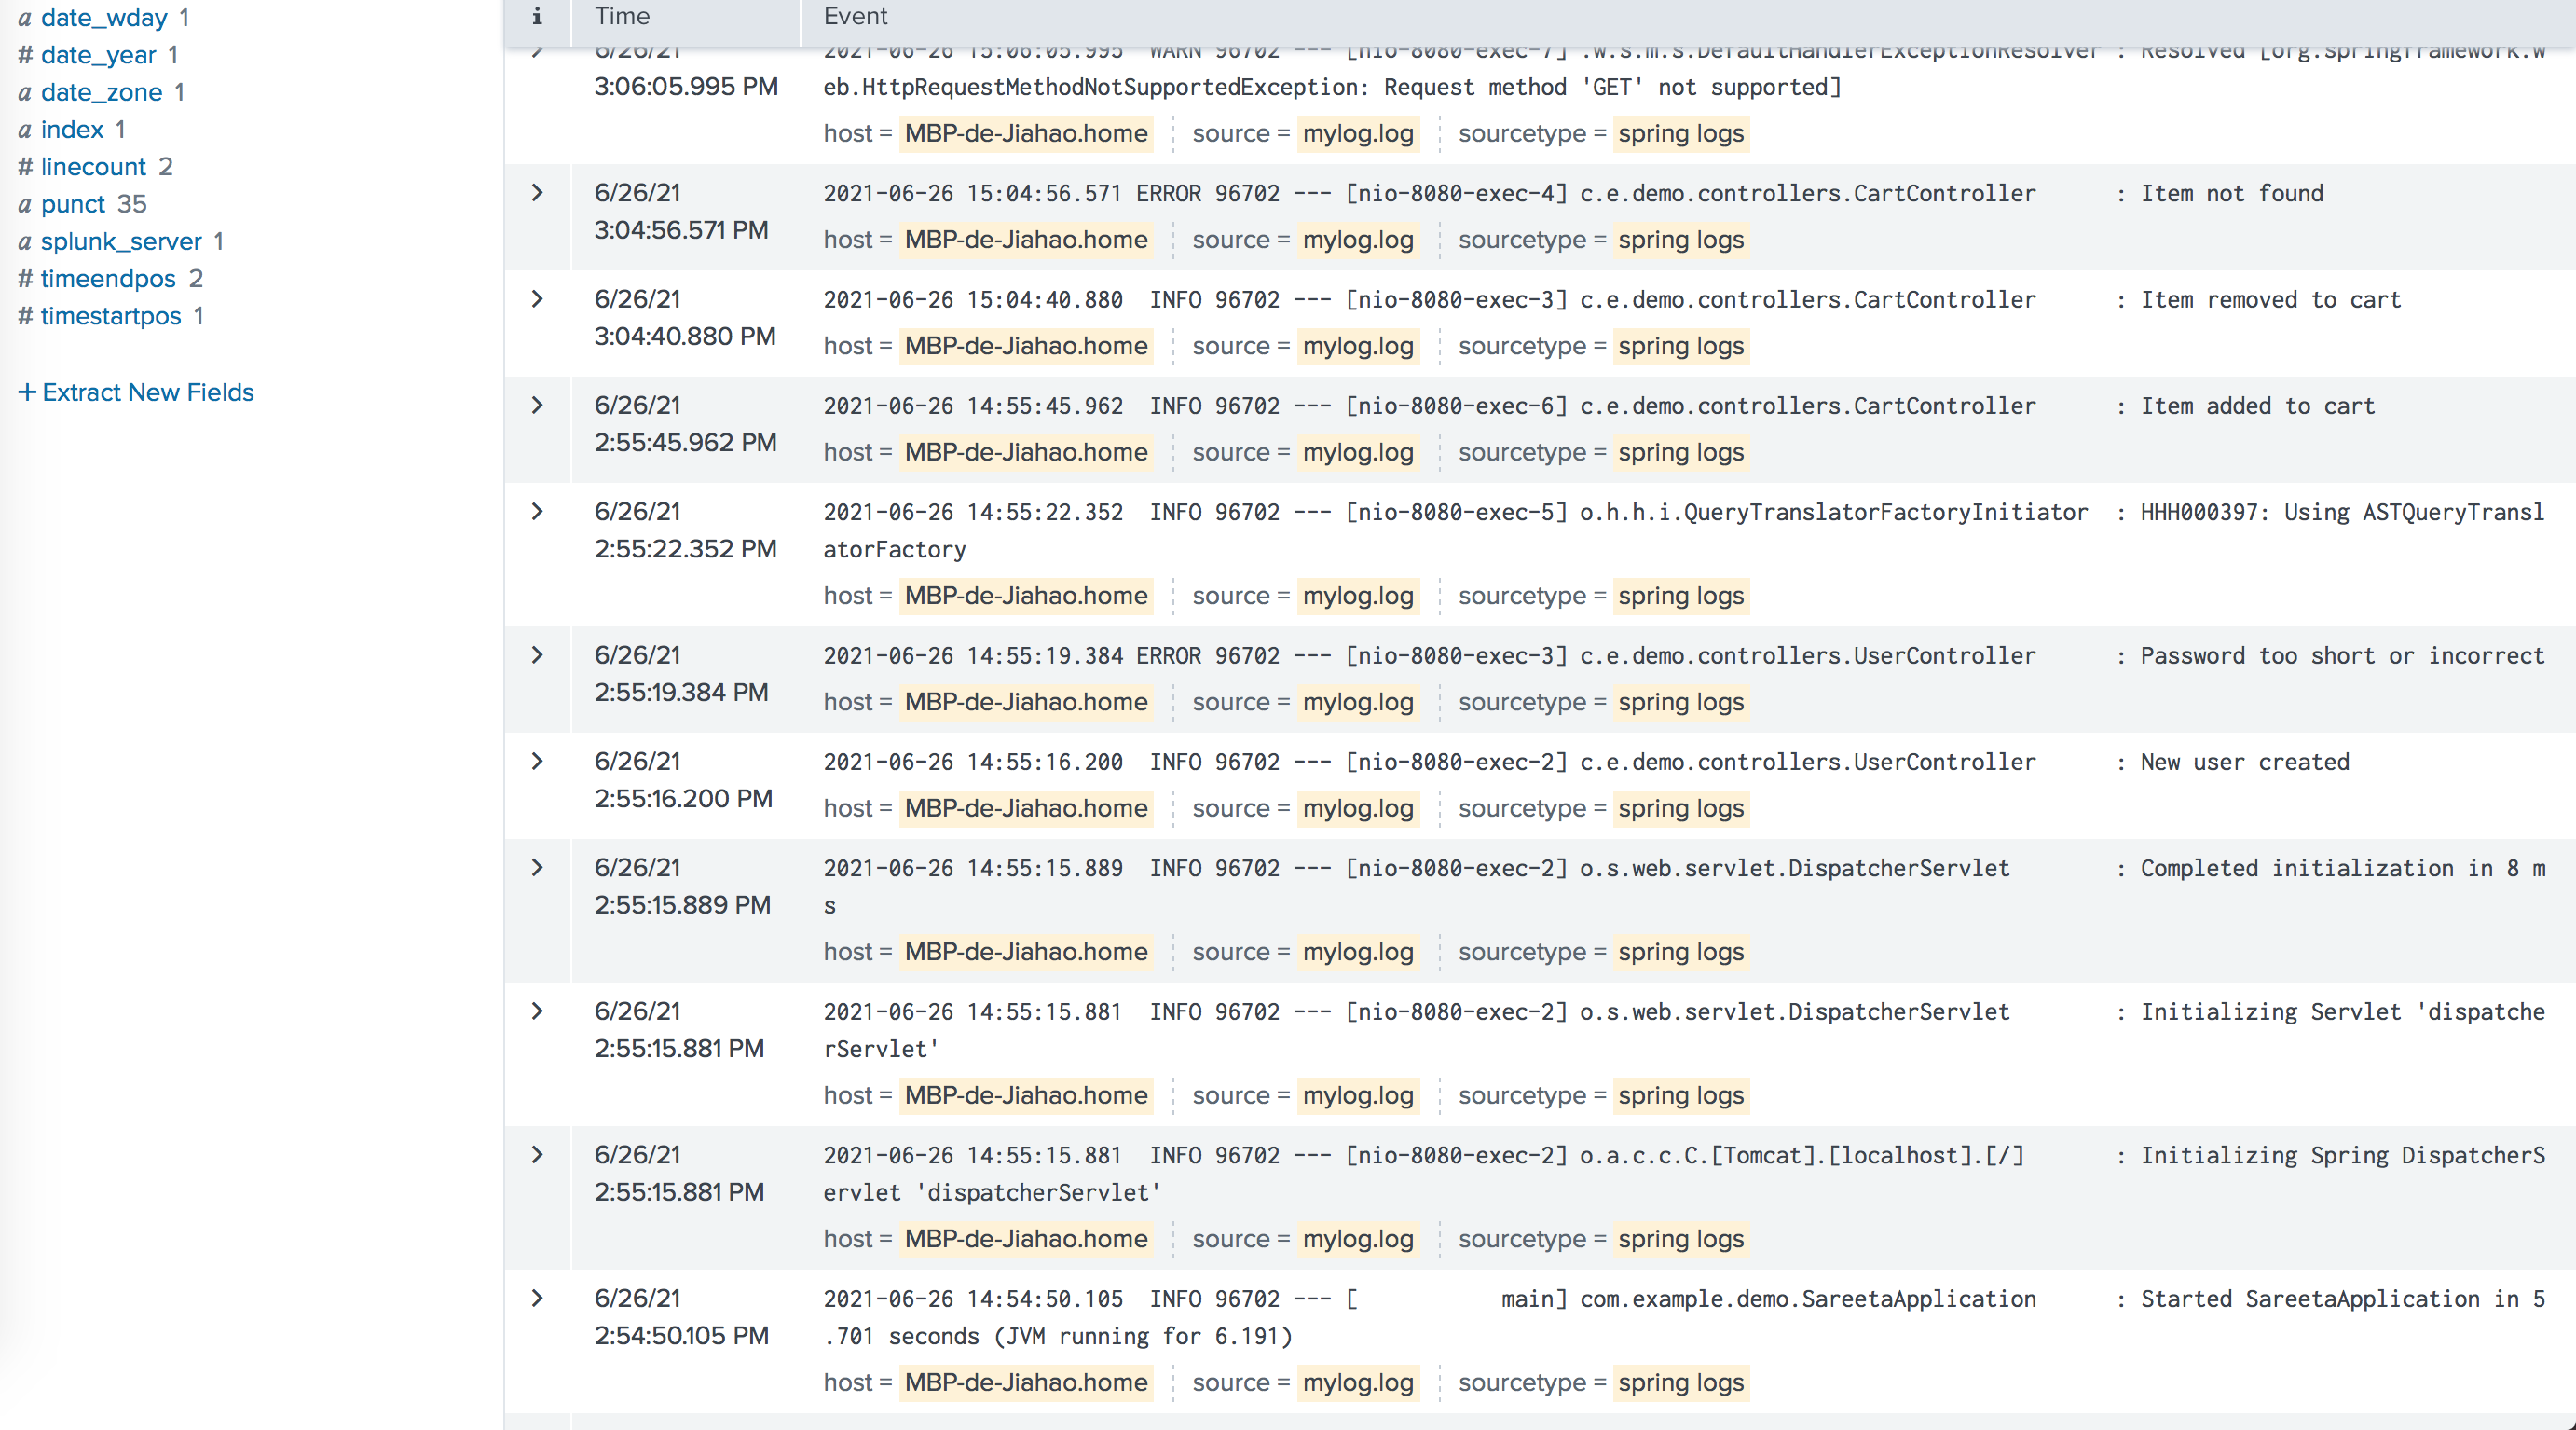 a date_wday 1
# date_year 1
a date_zone 1
a index 1
# linecount 2
a punct 35
a splunk_server 1
# timeendpos 2
# timestartpos 1
+ Extract New Fields
i Time Event
6/26/21 2021-06-26 15:06:05.995 WARN 96702 --- [nio-8080-exec-7] .w.s.m.s.DefaultHandlerExceptionResolver : Resolved [org.springframework.w
3:06:05.995 PM eb.HttpRequestMethodNotSupportedException: Request method 'GET' not supported]
host = MBP-de-Jiahao.home source = mylog.log sourcetype = spring logs
6/26/21 2021-06-26 15:04:56.571 ERROR 96702 --- [nio-8080-exec-4] c.e.demo.controllers.CartController : Item not found
3:04:56.571 PM host = MBP-de-Jiahao.home source = mylog.log sourcetype = spring logs
6/26/21 2021-06-26 15:04:40.880 INFO 96702 --- [nio-8080-exec-3] c.e.demo.controllers.CartController : Item removed to cart
3:04:40.880 PM host = MBP-de-Jiahao.home source = mylog.log sourcetype = spring logs
6/26/21 2021-06-26 14:55:45.962 INFO 96702 --- [nio-8080-exec-6] c.e.demo.controllers.CartController : Item added to cart
2:55:45.962 PM host = MBP-de-Jiahao.home source = mylog.log sourcetype = spring logs
6/26/21 2021-06-26 14:55:22.352 INFO 96702 --- [nio-8080-exec-5] o.h.h.i.QueryTranslatorFactoryInitiator : HHH000397: Using ASTQueryTransl
2:55:22.352 PM atorFactory
host = MBP-de-Jiahao.home source = mylog.log sourcetype = spring logs
6/26/21 2021-06-26 14:55:19.384 ERROR 96702 --- [nio-8080-exec-3] c.e.demo.controllers.UserController : Password too short or incorrect
2:55:19.384 PM host = MBP-de-Jiahao.home source = mylog.log sourcetype = spring logs
6/26/21 2021-06-26 14:55:16.200 INFO 96702 --- [nio-8080-exec-2] c.e.demo.controllers.UserController : New user created
2:55:16.200 PM host = MBP-de-Jiahao.home source = mylog.log sourcetype = spring logs
6/26/21 2021-06-26 14:55:15.889 INFO 96702 --- [nio-8080-exec-2] o.s.web.servlet.DispatcherServlet : Completed initialization in 8 m
2:55:15.889 PM s
host = MBP-de-Jiahao.home source = mylog.log sourcetype = spring logs
6/26/21 2021-06-26 14:55:15.881 INFO 96702 --- [nio-8080-exec-2] o.s.web.servlet.DispatcherServlet : Initializing Servlet 'dispatche
2:55:15.881 PM rServlet'
host = MBP-de-Jiahao.home source = mylog.log sourcetype = spring logs
6/26/21 2021-06-26 14:55:15.881 INFO 96702 --- [nio-8080-exec-2] o.a.c.c.C.[Tomcat].[localhost].[/] : Initializing Spring DispatcherS
2:55:15.881 PM ervlet 'dispatcherServlet'
host = MBP-de-Jiahao.home source = mylog.log sourcetype = spring logs
6/26/21 2021-06-26 14:54:50.105 INFO 96702 --- [ main] com.example.demo.SareetaApplication : Started SareetaApplication in 5
2:54:50.105 PM .701 seconds (JVM running for 6.191)
host = MBP-de-Jiahao.home source = mylog.log sourcetype = spring logs